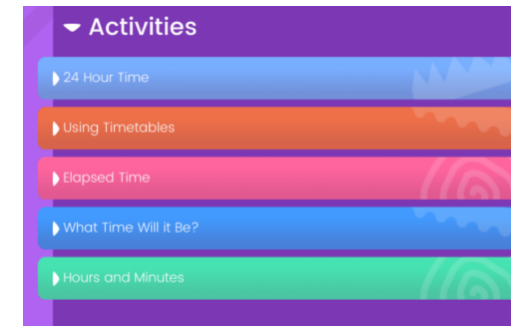 Activities
24 Hour Time
Using Timetables
Elapsed Time
What Time Will it Be?
Hours and Minutes